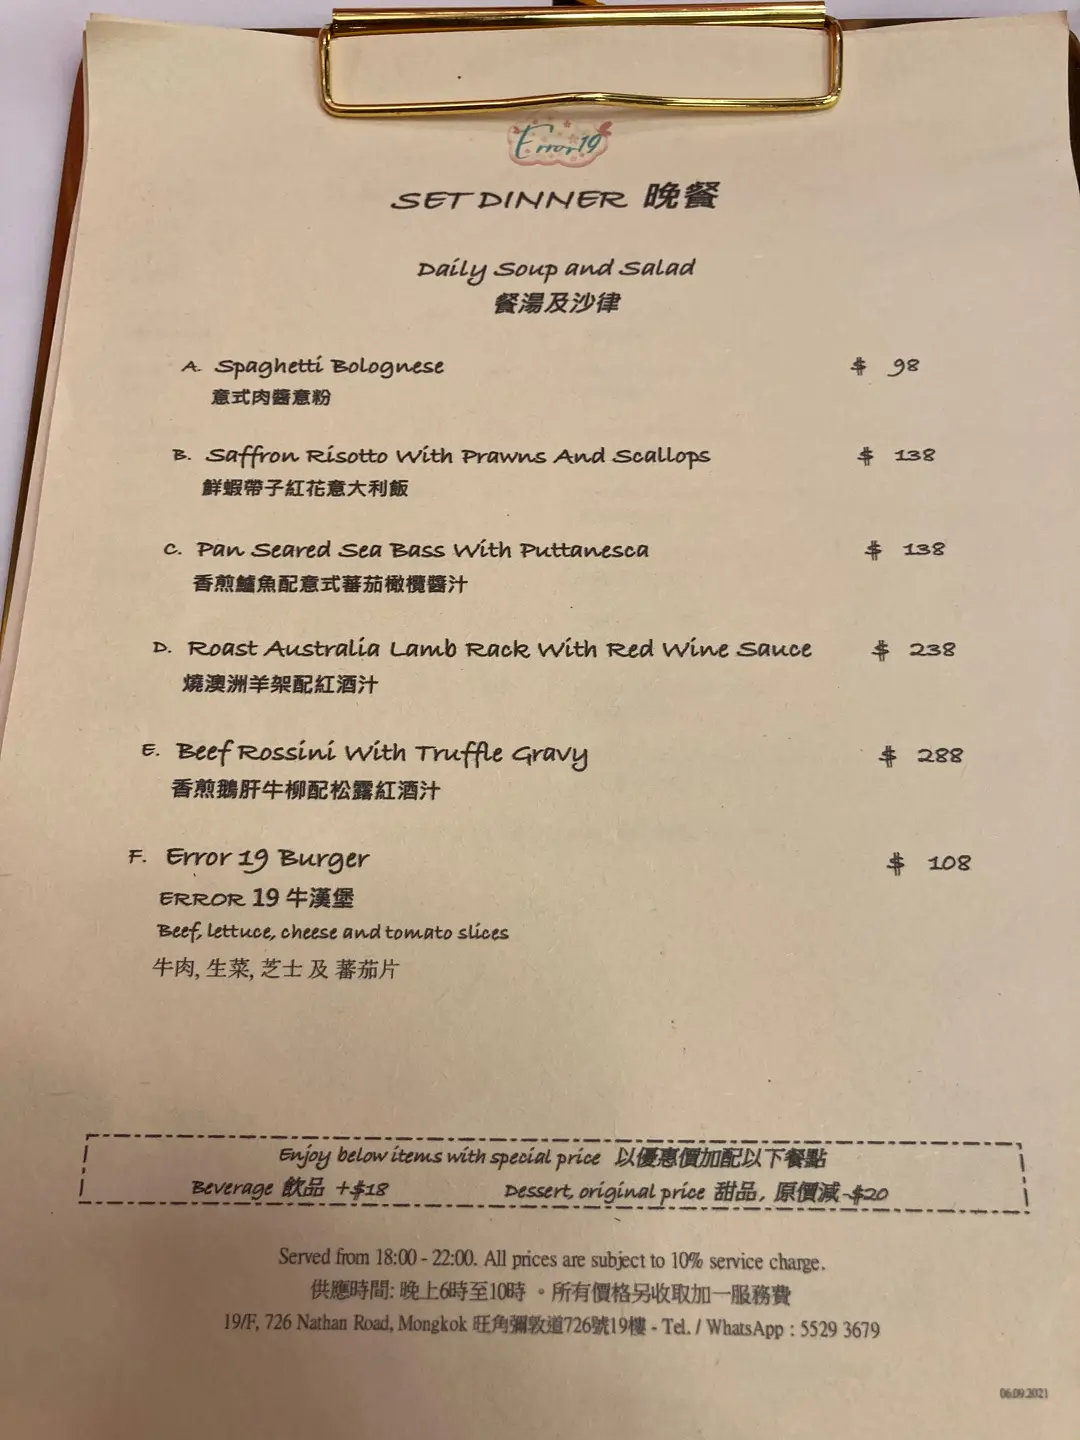 Error19
SET DINNER 晚餐
Daily Soup and Salad
餐湯及沙律
A. Spaghetti Bolognese $ 98
意式肉醬意粉
B. Saffron Risotto With Prawns And Scallops $ 138
鮮蝦帶子紅花意大利飯
C. Pan Seared Sea Bass With Puttanesca $ 138
香煎鱸魚配意式蕃茄橄欖醬汁
D. Roast Australia Lamb Rack With Red Wine Sauce $ 238
燒澳洲羊架配紅酒汁
E. Beef Rossini With Truffle Gravy $ 288
香煎鵝肝牛柳配松露紅酒汁
F. Error 19 Burger $ 108
ERROR 19 牛漢堡
Beef, lettuce, cheese and tomato slices
牛肉, 生菜, 芝士 及 蕃茄片
Enjoy below items with special price 以優惠價加配以下餐點
Beverage 飲品 +$18 Dessert, original price 甜品, 原價減-$20
Served from 18:00 - 22:00. All prices are subject to 10% service charge.
供應時間: 晚上6時至10時 。所有價格另收取加一服務費
19/F, 726 Nathan Road, Mongkok 旺角彌敦道726號19樓 - Tel. / WhatsApp : 5529 3679
06.09.2021